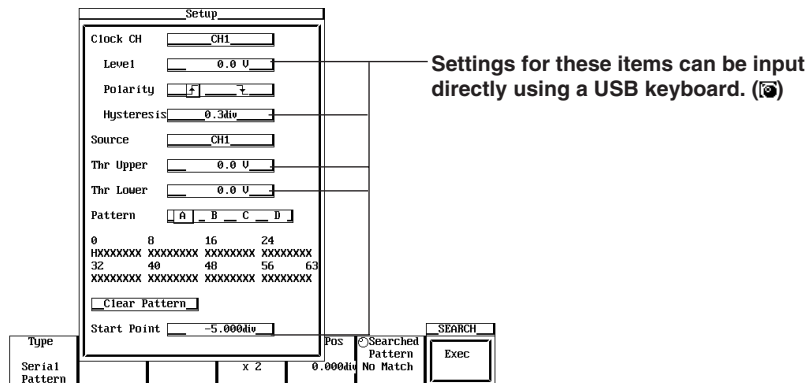 Setup
Clock CH CH1
Level 0.0 V
Polarity
Hysteresis 0.3div
Source CH1
Thr Upper 0.0 V
Thr Lower 0.0 V
Pattern A B C D
0 8 16 24
HXXXXXXX XXXXXXXX XXXXXXXX XXXXXXXX
32 40 48 56 63
XXXXXXXX XXXXXXXX XXXXXXXX XXXXXXXX
Clear Pattern
Start Point -5.000div
Settings for these items can be input
directly using a USB keyboard. ( )
Type
Serial
Pattern
x 2
Pos
0.000div
Searched
Pattern
No Match
SEARCH
Exec